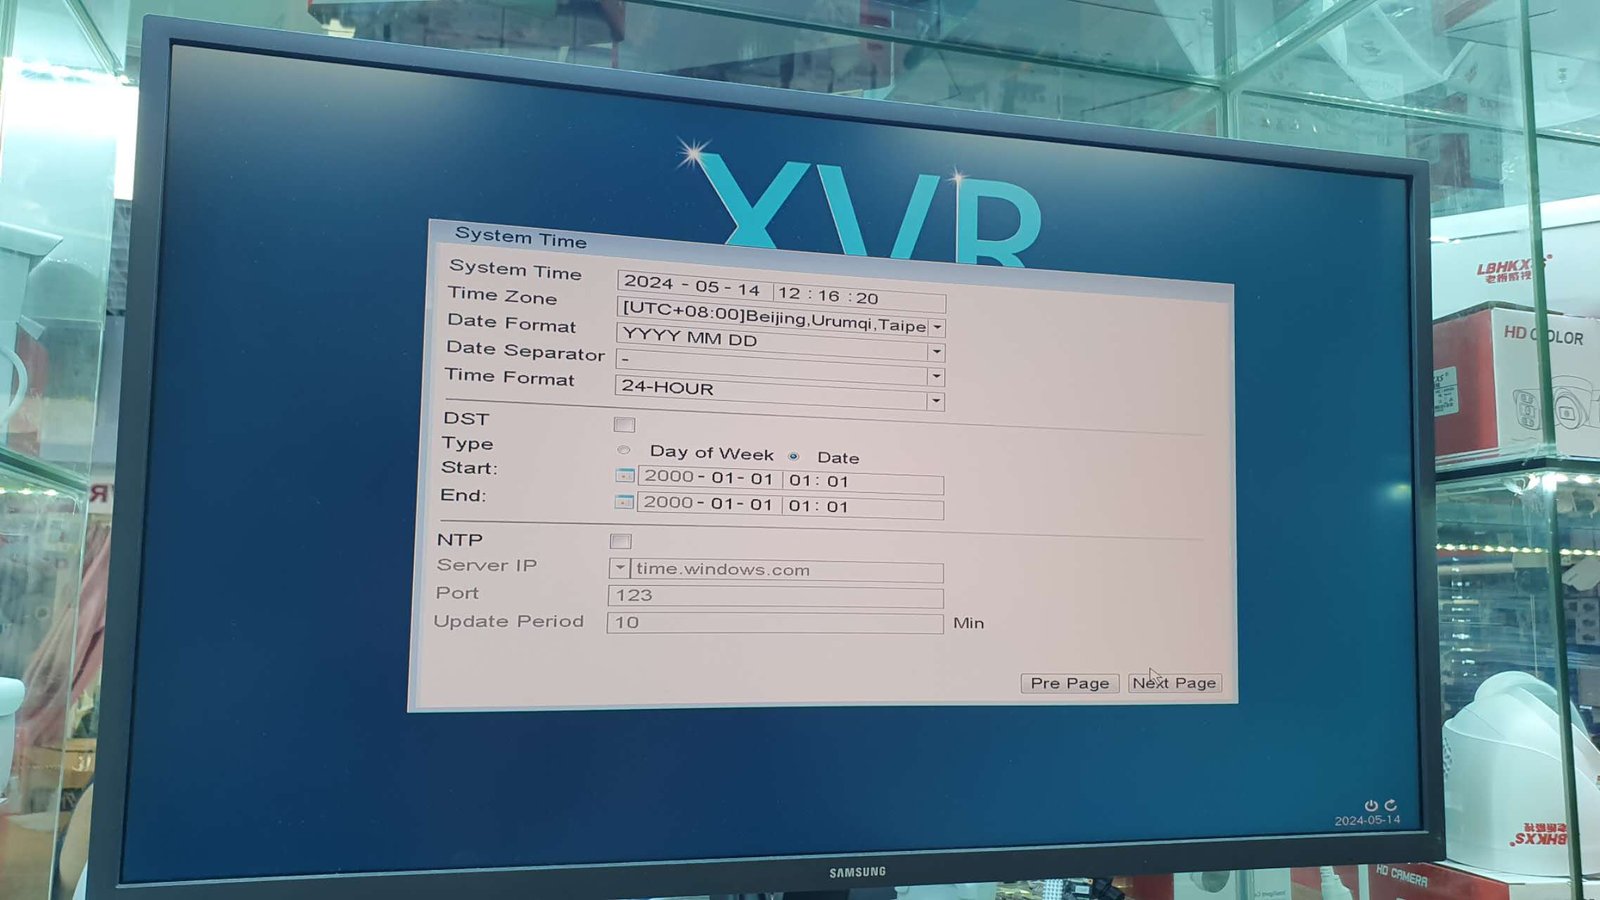 XVR
System Time
System Time 2024 - 05 - 14 12 : 16 : 20
Time Zone [UTC+08:00]Beijing,Urumqi,Taipe
Date Format YYYY MM DD
Date Separator -
Time Format 24-HOUR
DST
Type Day of Week Date
Start: 2000 - 01 - 01 01 : 01
End: 2000 - 01 - 01 01 : 01
NTP
Server IP time.windows.com
Port 123
Update Period 10 Min
Pre Page Next Page
2024-05-14
SAMSUNG
LBHKXS
HD COLOR
HD CAMERA